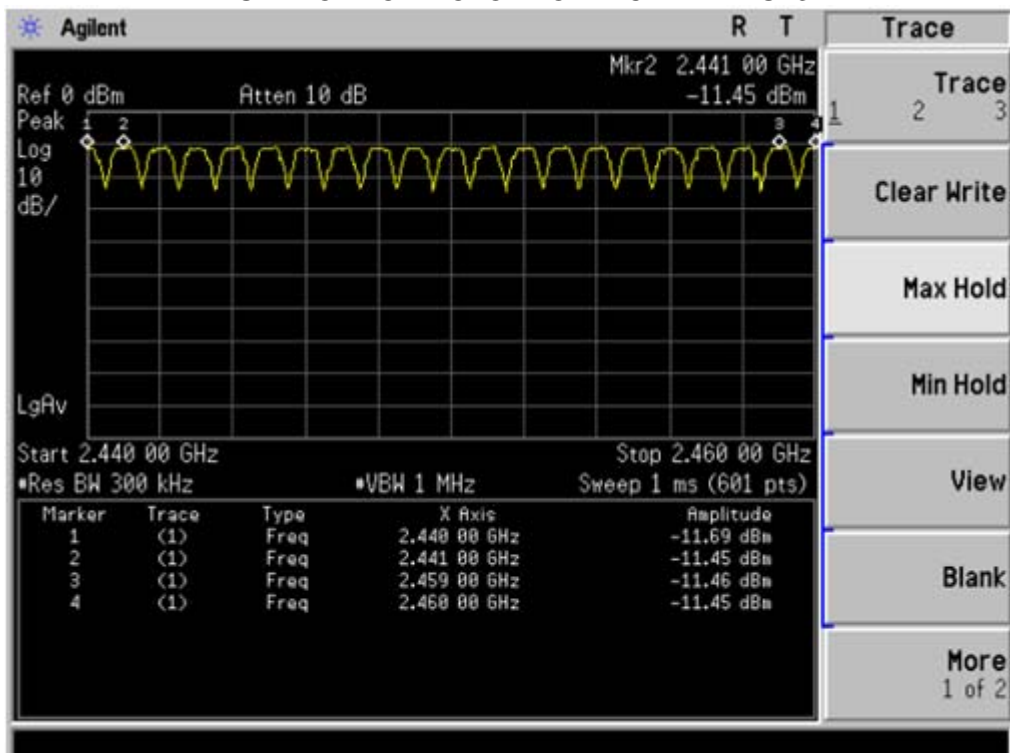 Agilent R T Trace
Mkr2 2.441 00 GHz
Ref 0 dBm Atten 10 dB -11.45 dBm
Peak
Log
10
dB/
1 2 3 4
LgAv
Start 2.440 00 GHz Stop 2.460 00 GHz
#Res BW 300 kHz #VBW 1 MHz Sweep 1 ms (601 pts)
Marker Trace Type X Axis Amplitude
1 (1) Freq 2.440 00 GHz -11.69 dBm
2 (1) Freq 2.441 00 GHz -11.45 dBm
3 (1) Freq 2.459 00 GHz -11.46 dBm
4 (1) Freq 2.460 00 GHz -11.45 dBm
Trace
1 2 3
Clear Write
Max Hold
Min Hold
View
Blank
More
1 of 2